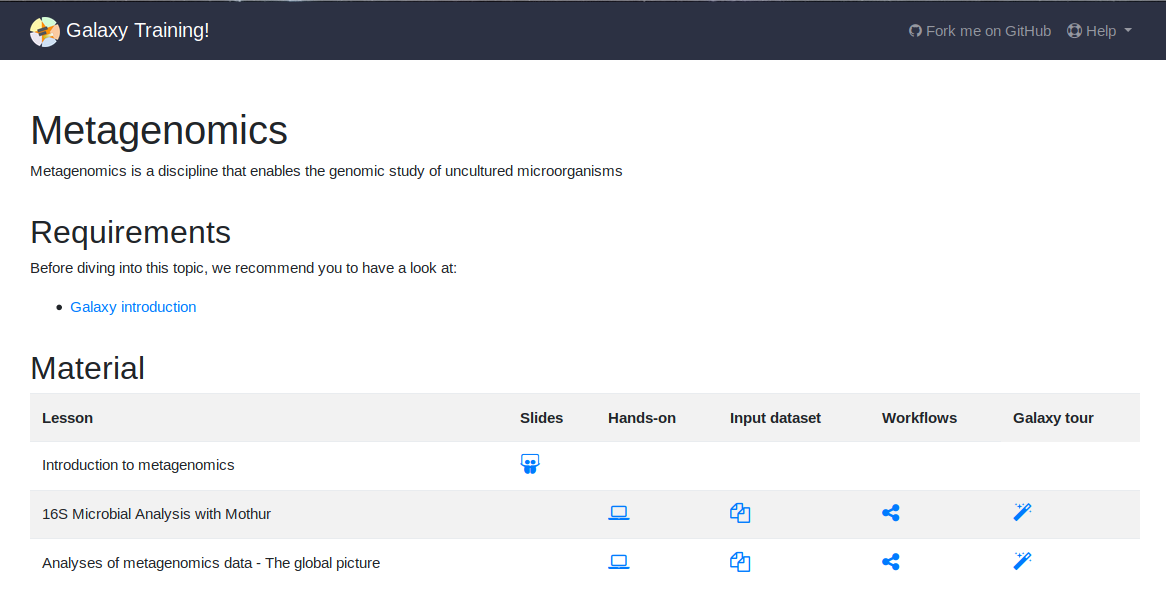 Galaxy Training!
Fork me on GitHub
Help
Metagenomics
Metagenomics is a discipline that enables the genomic study of uncultured microorganisms
Requirements
Before diving into this topic, we recommend you to have a look at:
Galaxy introduction
Material
Lesson Slides Hands-on Input dataset Workflows Galaxy tour
Introduction to metagenomics
16S Microbial Analysis with Mothur
Analyses of metagenomics data - The global picture